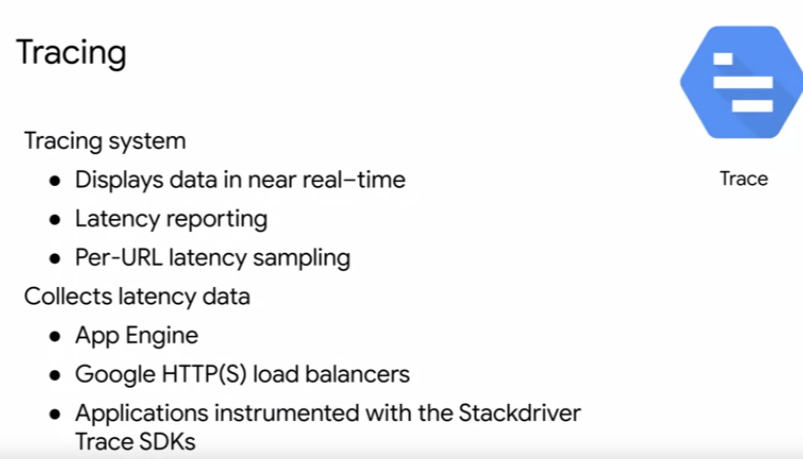 Tracing
Tracing system
● Displays data in near real-time
● Latency reporting
● Per-URL latency sampling
Collects latency data
● App Engine
● Google HTTP(S) load balancers
● Applications instrumented with the Stackdriver
Trace SDKs
Trace